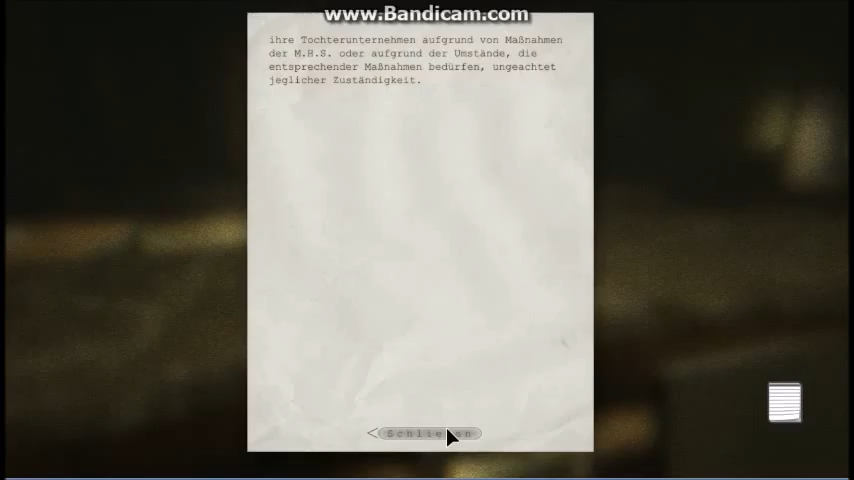 www.Bandicam.com
ihre Tochterunternehmen aufgrund von Maßnahmen
der M.H.S. oder aufgrund der Umstände, die
entsprechender Maßnahmen bedürfen, ungeachtet
jeglicher Zuständigkeit.
< Schließen